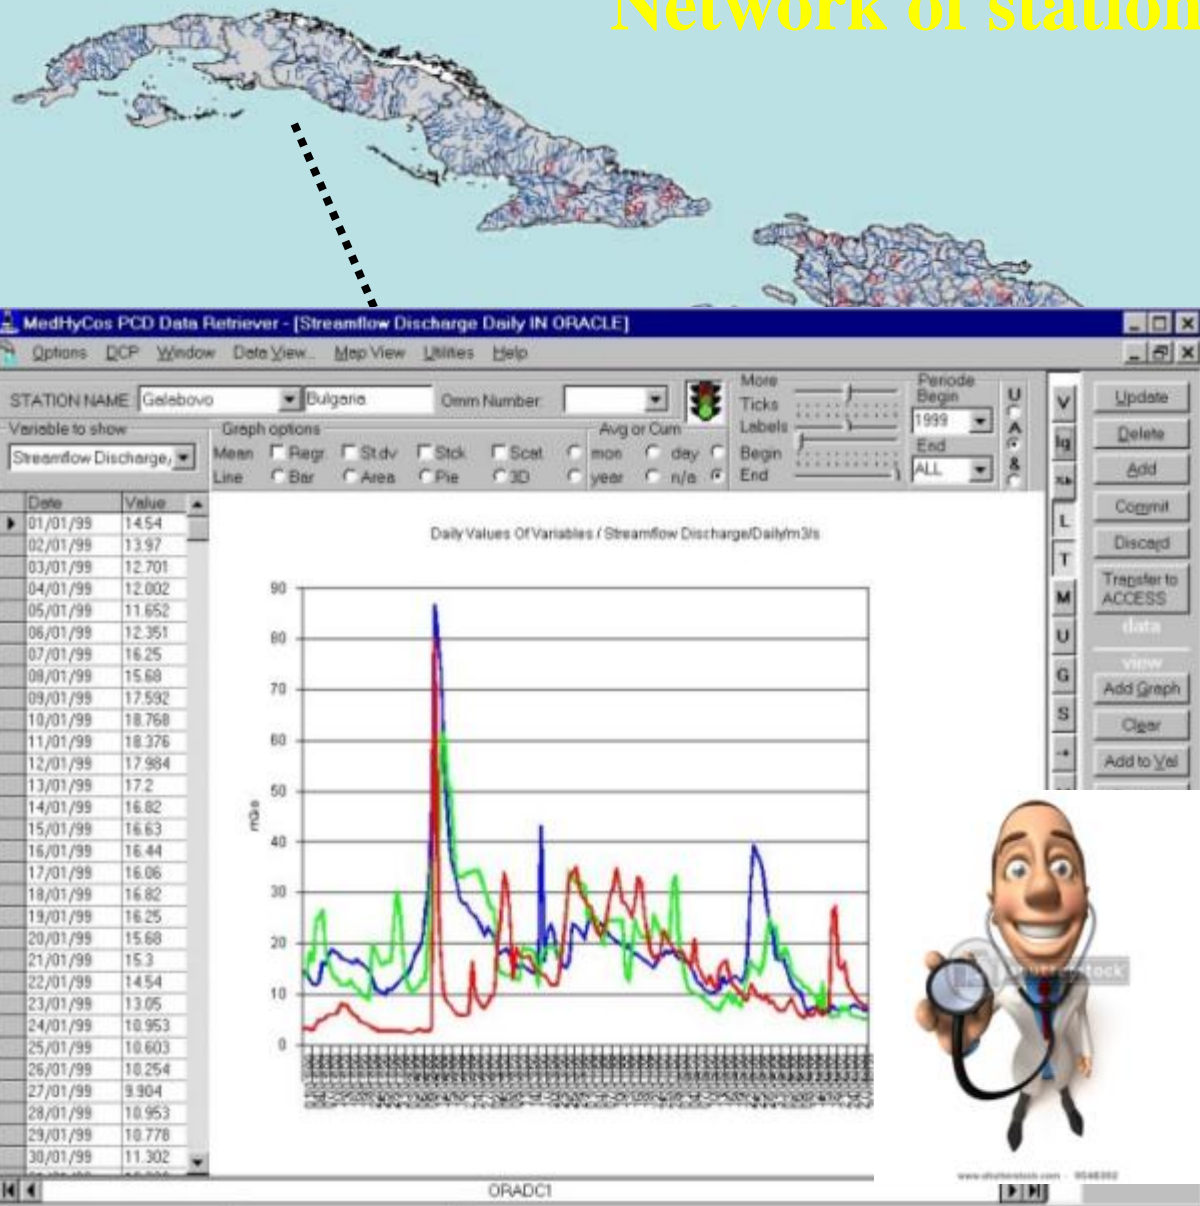 Network of station
MedHyCos PCD Data Retriever - [Streamflow Discharge Daily IN ORACLE]
Options DCP Window Data View... Map View Utilities Help
STATION NAME Galabovo Bulgaria Omm Number:
More
Ticks
Labels
Begin
End
Periode
Begin
1999
End
ALL
U
A
&
Variable to show
Streamflow Discharge,
Graph options
Mean Regr. St.dv Stck Scat
Line Bar Area Pie 3D
Avg or Cum
mon day
year n/a
V
lq
L
T
M
U
G
S
Update
Delete
Add
Commit
Discard
Transfer to
ACCESS
data
view
Add Graph
Clear
Add to Val
Date Value
01/01/99 14.54
02/01/99 13.97
03/01/99 12.701
04/01/99 12.002
05/01/99 11.652
06/01/99 12.351
07/01/99 16.25
08/01/99 15.68
09/01/99 17.592
10/01/99 18.768
11/01/99 18.376
12/01/99 17.984
13/01/99 17.2
14/01/99 16.82
15/01/99 16.63
16/01/99 16.44
17/01/99 16.06
18/01/99 16.82
19/01/99 16.25
20/01/99 15.68
21/01/99 15.3
22/01/99 14.54
23/01/99 13.05
24/01/99 10.953
25/01/99 10.603
26/01/99 10.254
27/01/99 9.904
28/01/99 10.953
29/01/99 10.778
30/01/99 11.302
Daily Values Of Variables / Streamflow Discharge/Daily/m3/s
90
80
70
60
50
40
30
20
10
0
m3/s
shutterstock
www.shutterstock.com
ORADC1